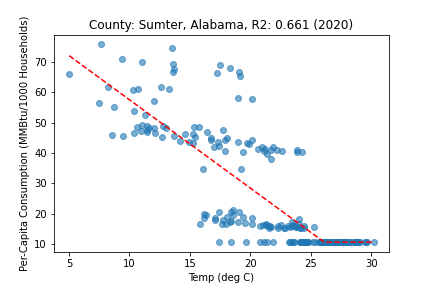 County: Sumter, Alabama, R2: 0.661 (2020)
Per-Capita Consumption (MMBtu/1000 Households)
70
60
50
40
30
20
10
5 10 15 20 25 30
Temp (deg C)